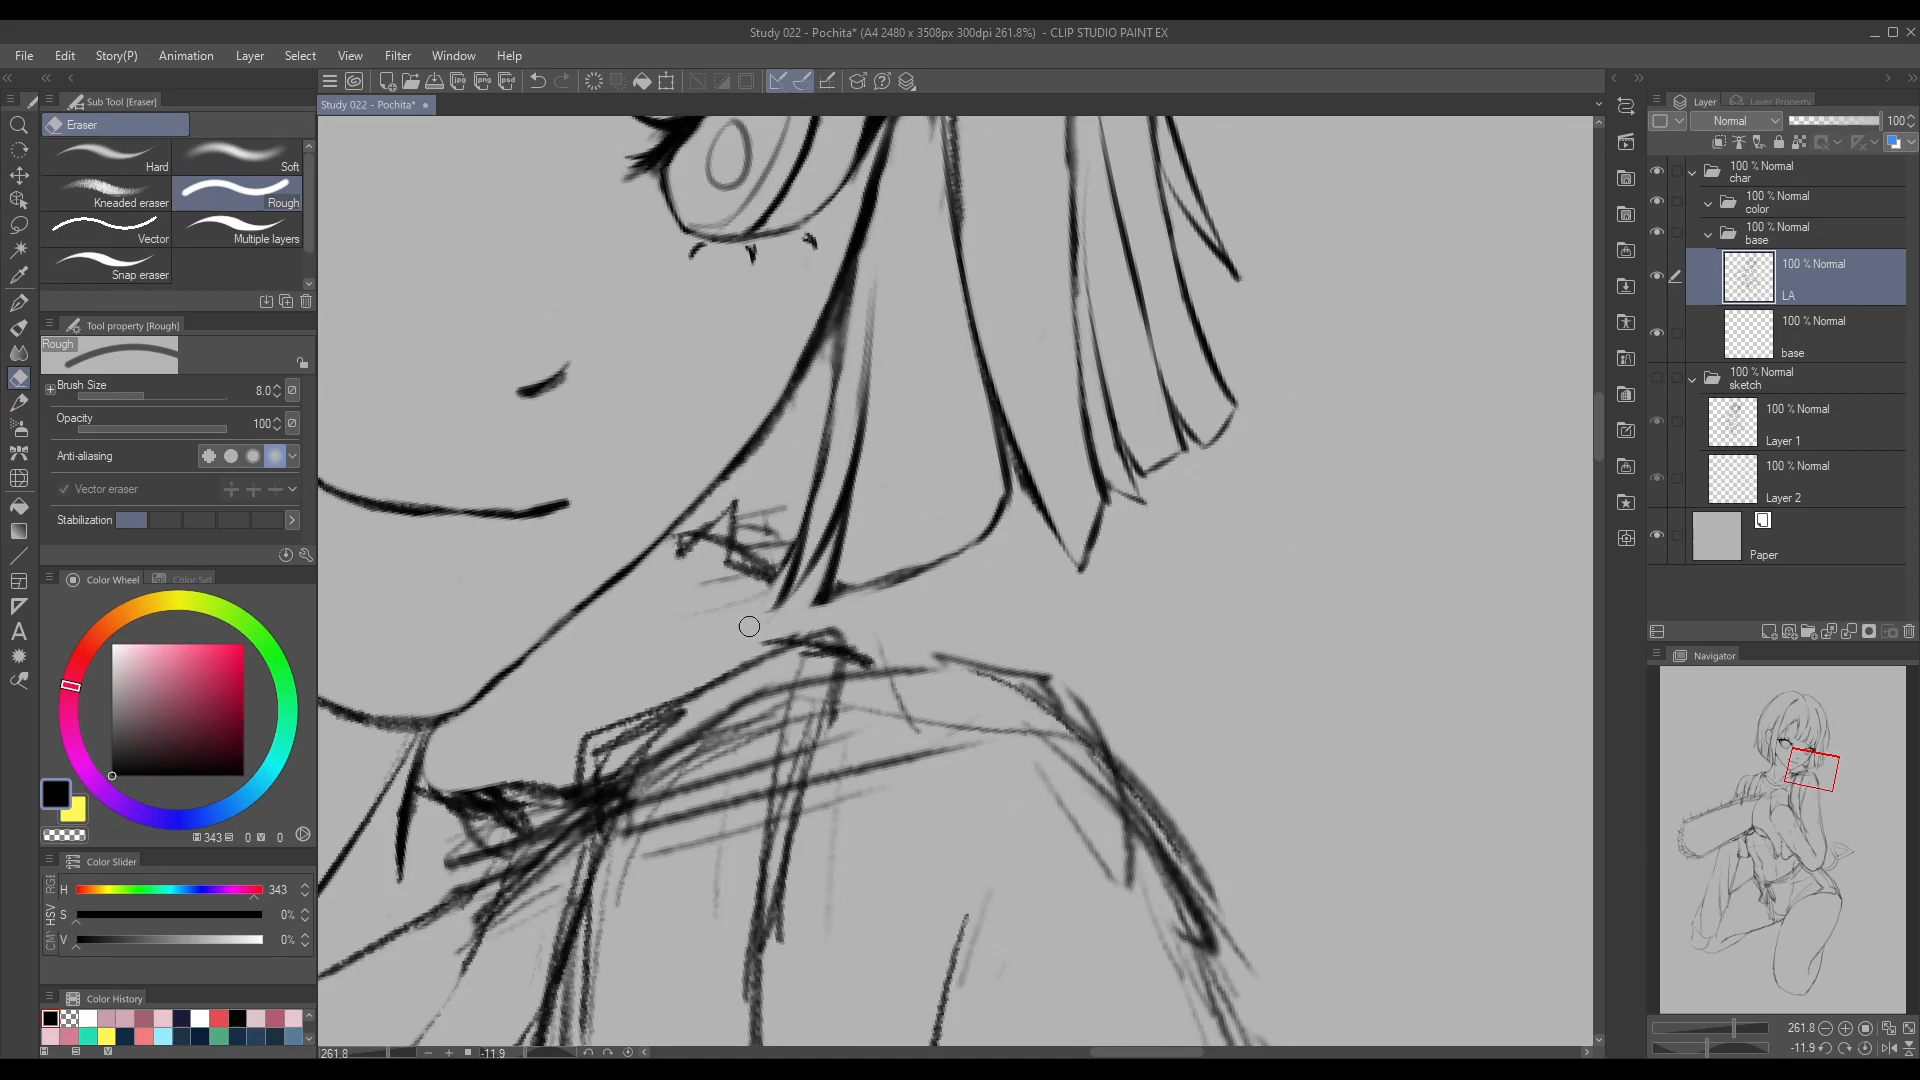 Study 022 - Pochita* (A4 2480 x 3508px 300dpi 261.8%) - CLIP STUDIO PAINT EX
File Edit Story(P) Animation Layer Select View Filter Window Help
Sub Tool [Eraser]
Eraser
Hard Soft
Kneaded eraser Rough
Vector Multiple layers
Snap eraser
Tool property [Rough]
Rough
Brush Size 8.0
Opacity 100
Anti-aliasing
Vector eraser
Stabilization
Color Wheel Color Set
343 0 0
Color Slider
H 343
S 0%
V 0%
RGB
HSV
Color History
Study 022 - Pochita*
261.8 -11.9
Layer Layer Property
Normal 100
100 % Normal
char
100 % Normal
color
100 % Normal
base
100 % Normal
LA
100 % Normal
base
100 % Normal
sketch
100 % Normal
Layer 1
100 % Normal
Layer 2
Paper
Navigator
261.8
-11.9